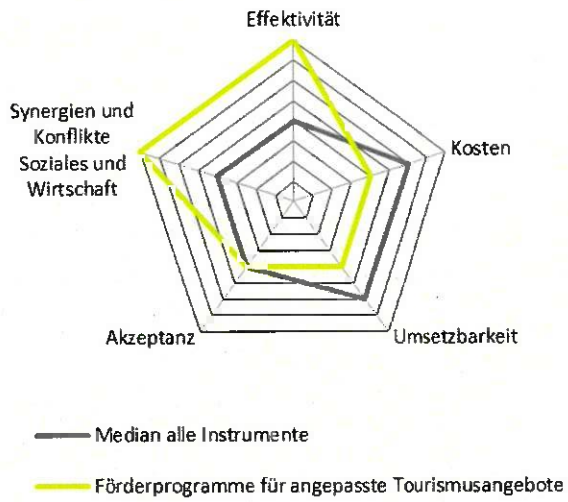 Effektivität
Synergien und
Konflikte
Soziales und
Wirtschaft
Kosten
Akzeptanz
Umsetzbarkeit
Median alle Instrumente
Förderprogramme für angepasste Tourismusangebote